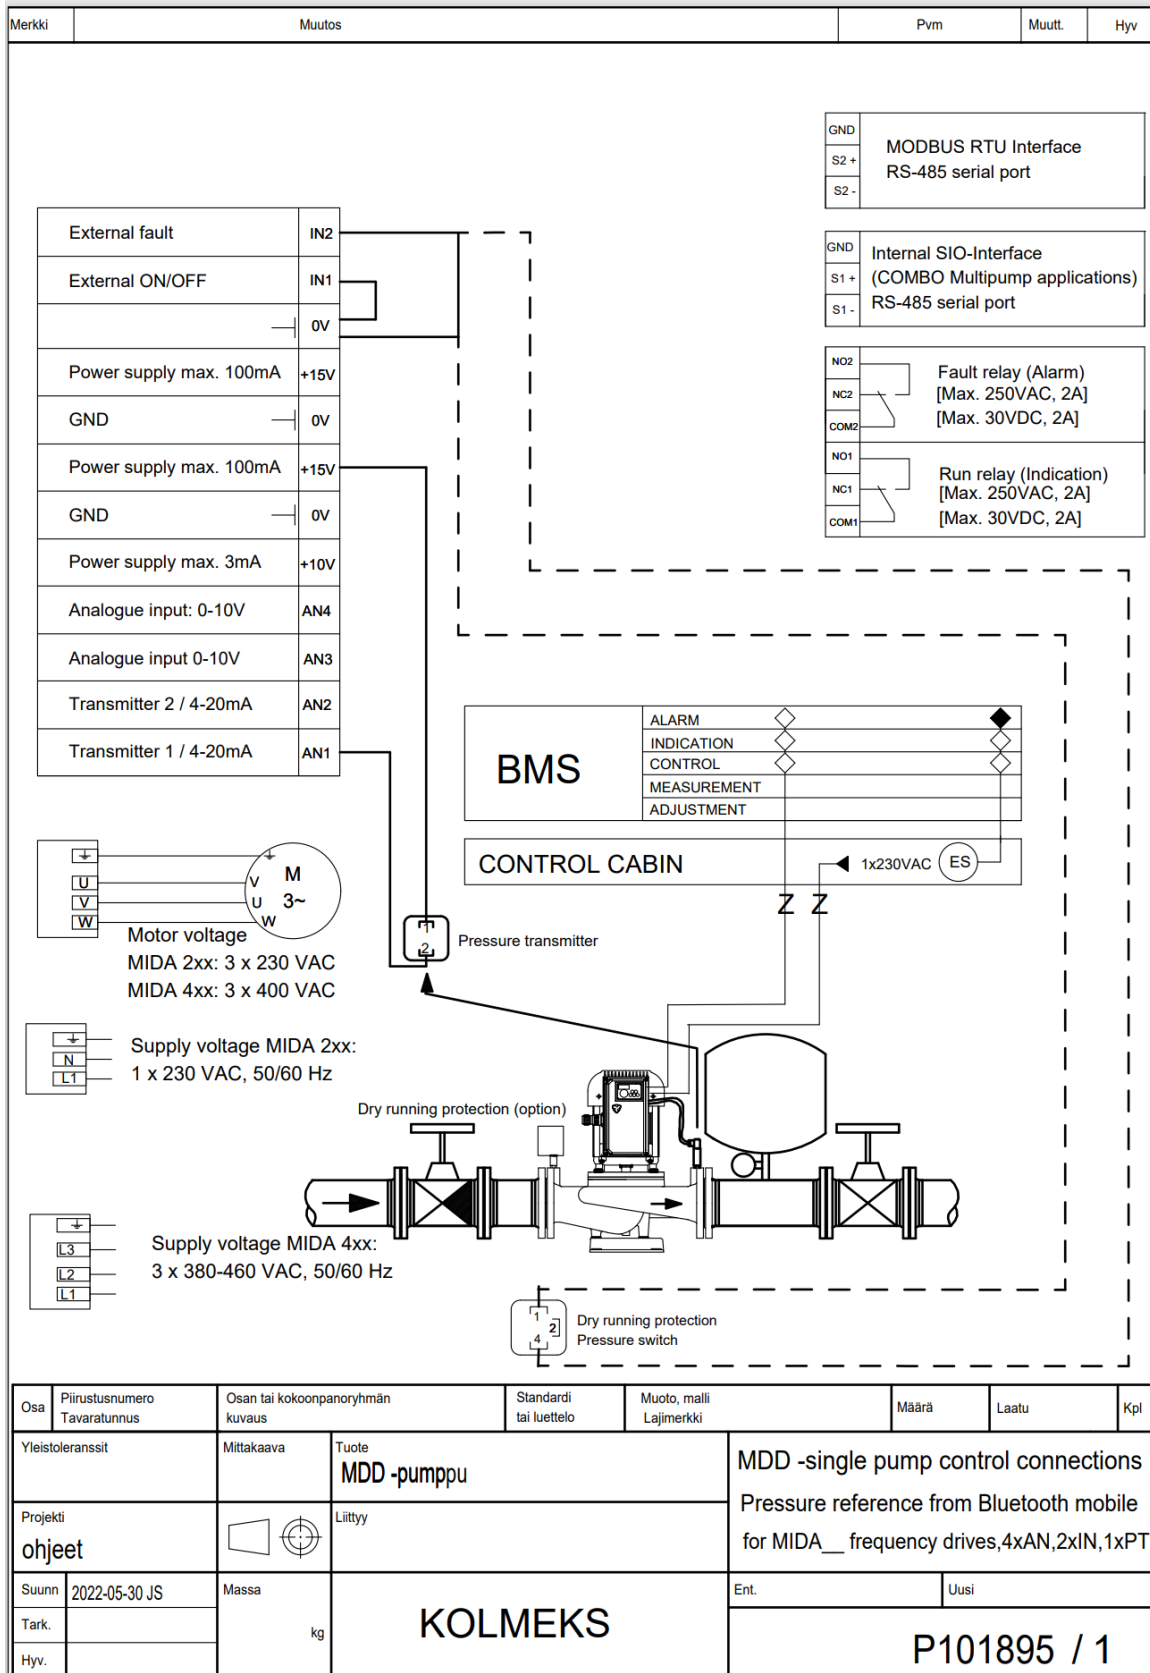 Merkki Muutos Pvm Muutt. Hyv
GND
S2 +
S2 -
MODBUS RTU Interface
RS-485 serial port
GND
S1 +
S1 -
Internal SIO-Interface
(COMBO Multipump applications)
RS-485 serial port
NO2
NC2
COM2
Fault relay (Alarm)
[Max. 250VAC, 2A]
[Max. 30VDC, 2A]
NO1
NC1
COM1
Run relay (Indication)
[Max. 250VAC, 2A]
[Max. 30VDC, 2A]
External fault IN2
External ON/OFF IN1
0V
Power supply max. 100mA +15V
GND 0V
Power supply max. 100mA +15V
GND 0V
Power supply max. 3mA +10V
Analogue input: 0-10V AN4
Analogue input 0-10V AN3
Transmitter 2 / 4-20mA AN2
Transmitter 1 / 4-20mA AN1
BMS
ALARM
INDICATION
CONTROL
MEASUREMENT
ADJUSTMENT
CONTROL CABIN
1x230VAC ES
Z Z
U
V
W
V
U
W
M
3~
Motor voltage
MIDA 2xx: 3 x 230 VAC
MIDA 4xx: 3 x 400 VAC
1
2
Pressure transmitter
N
L1
Supply voltage MIDA 2xx:
1 x 230 VAC, 50/60 Hz
Dry running protection (option)
L3
L2
L1
Supply voltage MIDA 4xx:
3 x 380-460 VAC, 50/60 Hz
1
2
4
Dry running protection
Pressure switch
Osa
Piirustusnumero
Tavaratunnus
Osan tai kokoonpanoryhmän
kuvaus
Standardi
tai luettelo
Muoto, malli
Lajimerkki
Määrä
Laatu
Kpl
Yleistoleranssit
Mittakaava
Tuote
MDD -pumppu
MDD -single pump control connections
Pressure reference from Bluetooth mobile
for MIDA__ frequency drives,4xAN,2xIN,1xPT
Projekti
ohjeet
Liittyy
Suunn 2022-05-30 JS
Tark.
Hyv.
Massa
kg
KOLMEKS
Ent.
Uusi
P101895 / 1